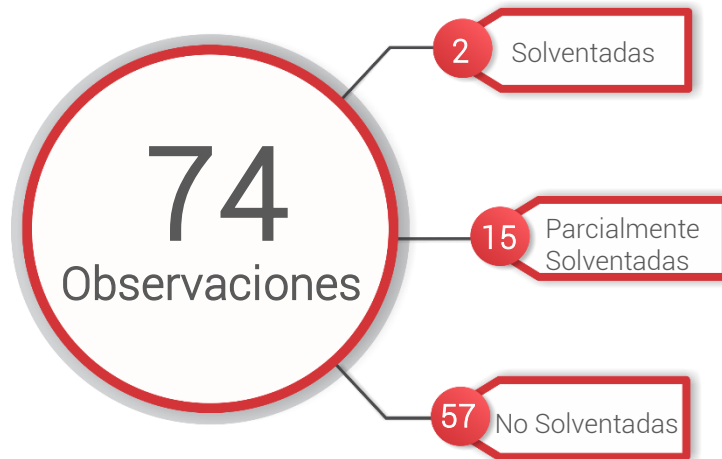 74
Observaciones
2
Solventadas
15
Parcialmente
Solventadas
57
No Solventadas